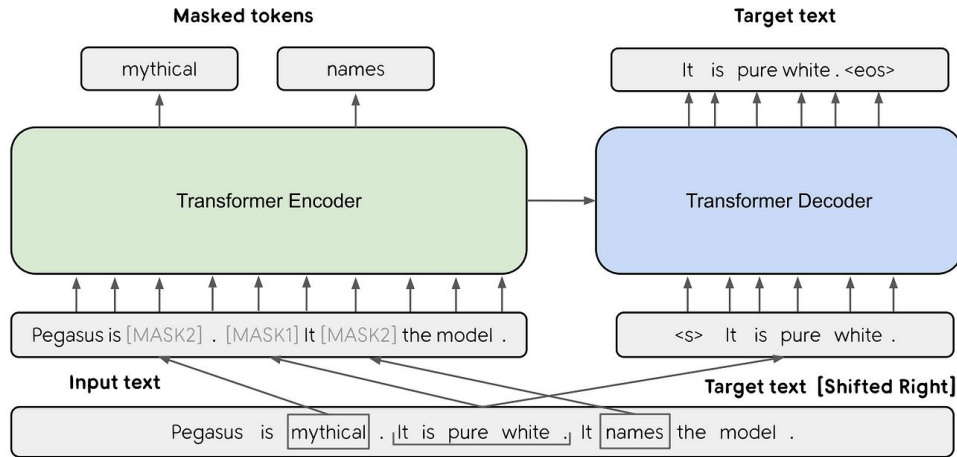 Masked tokens
Target text
mythical
names
It is pure white . <eos>
Transformer Encoder
Transformer Decoder
Pegasus is [MASK2] . [MASK1] It [MASK2] the model .
<s> It is pure white .
Input text
Target text [Shifted Right]
Pegasus is mythical . It is pure white . It names the model .